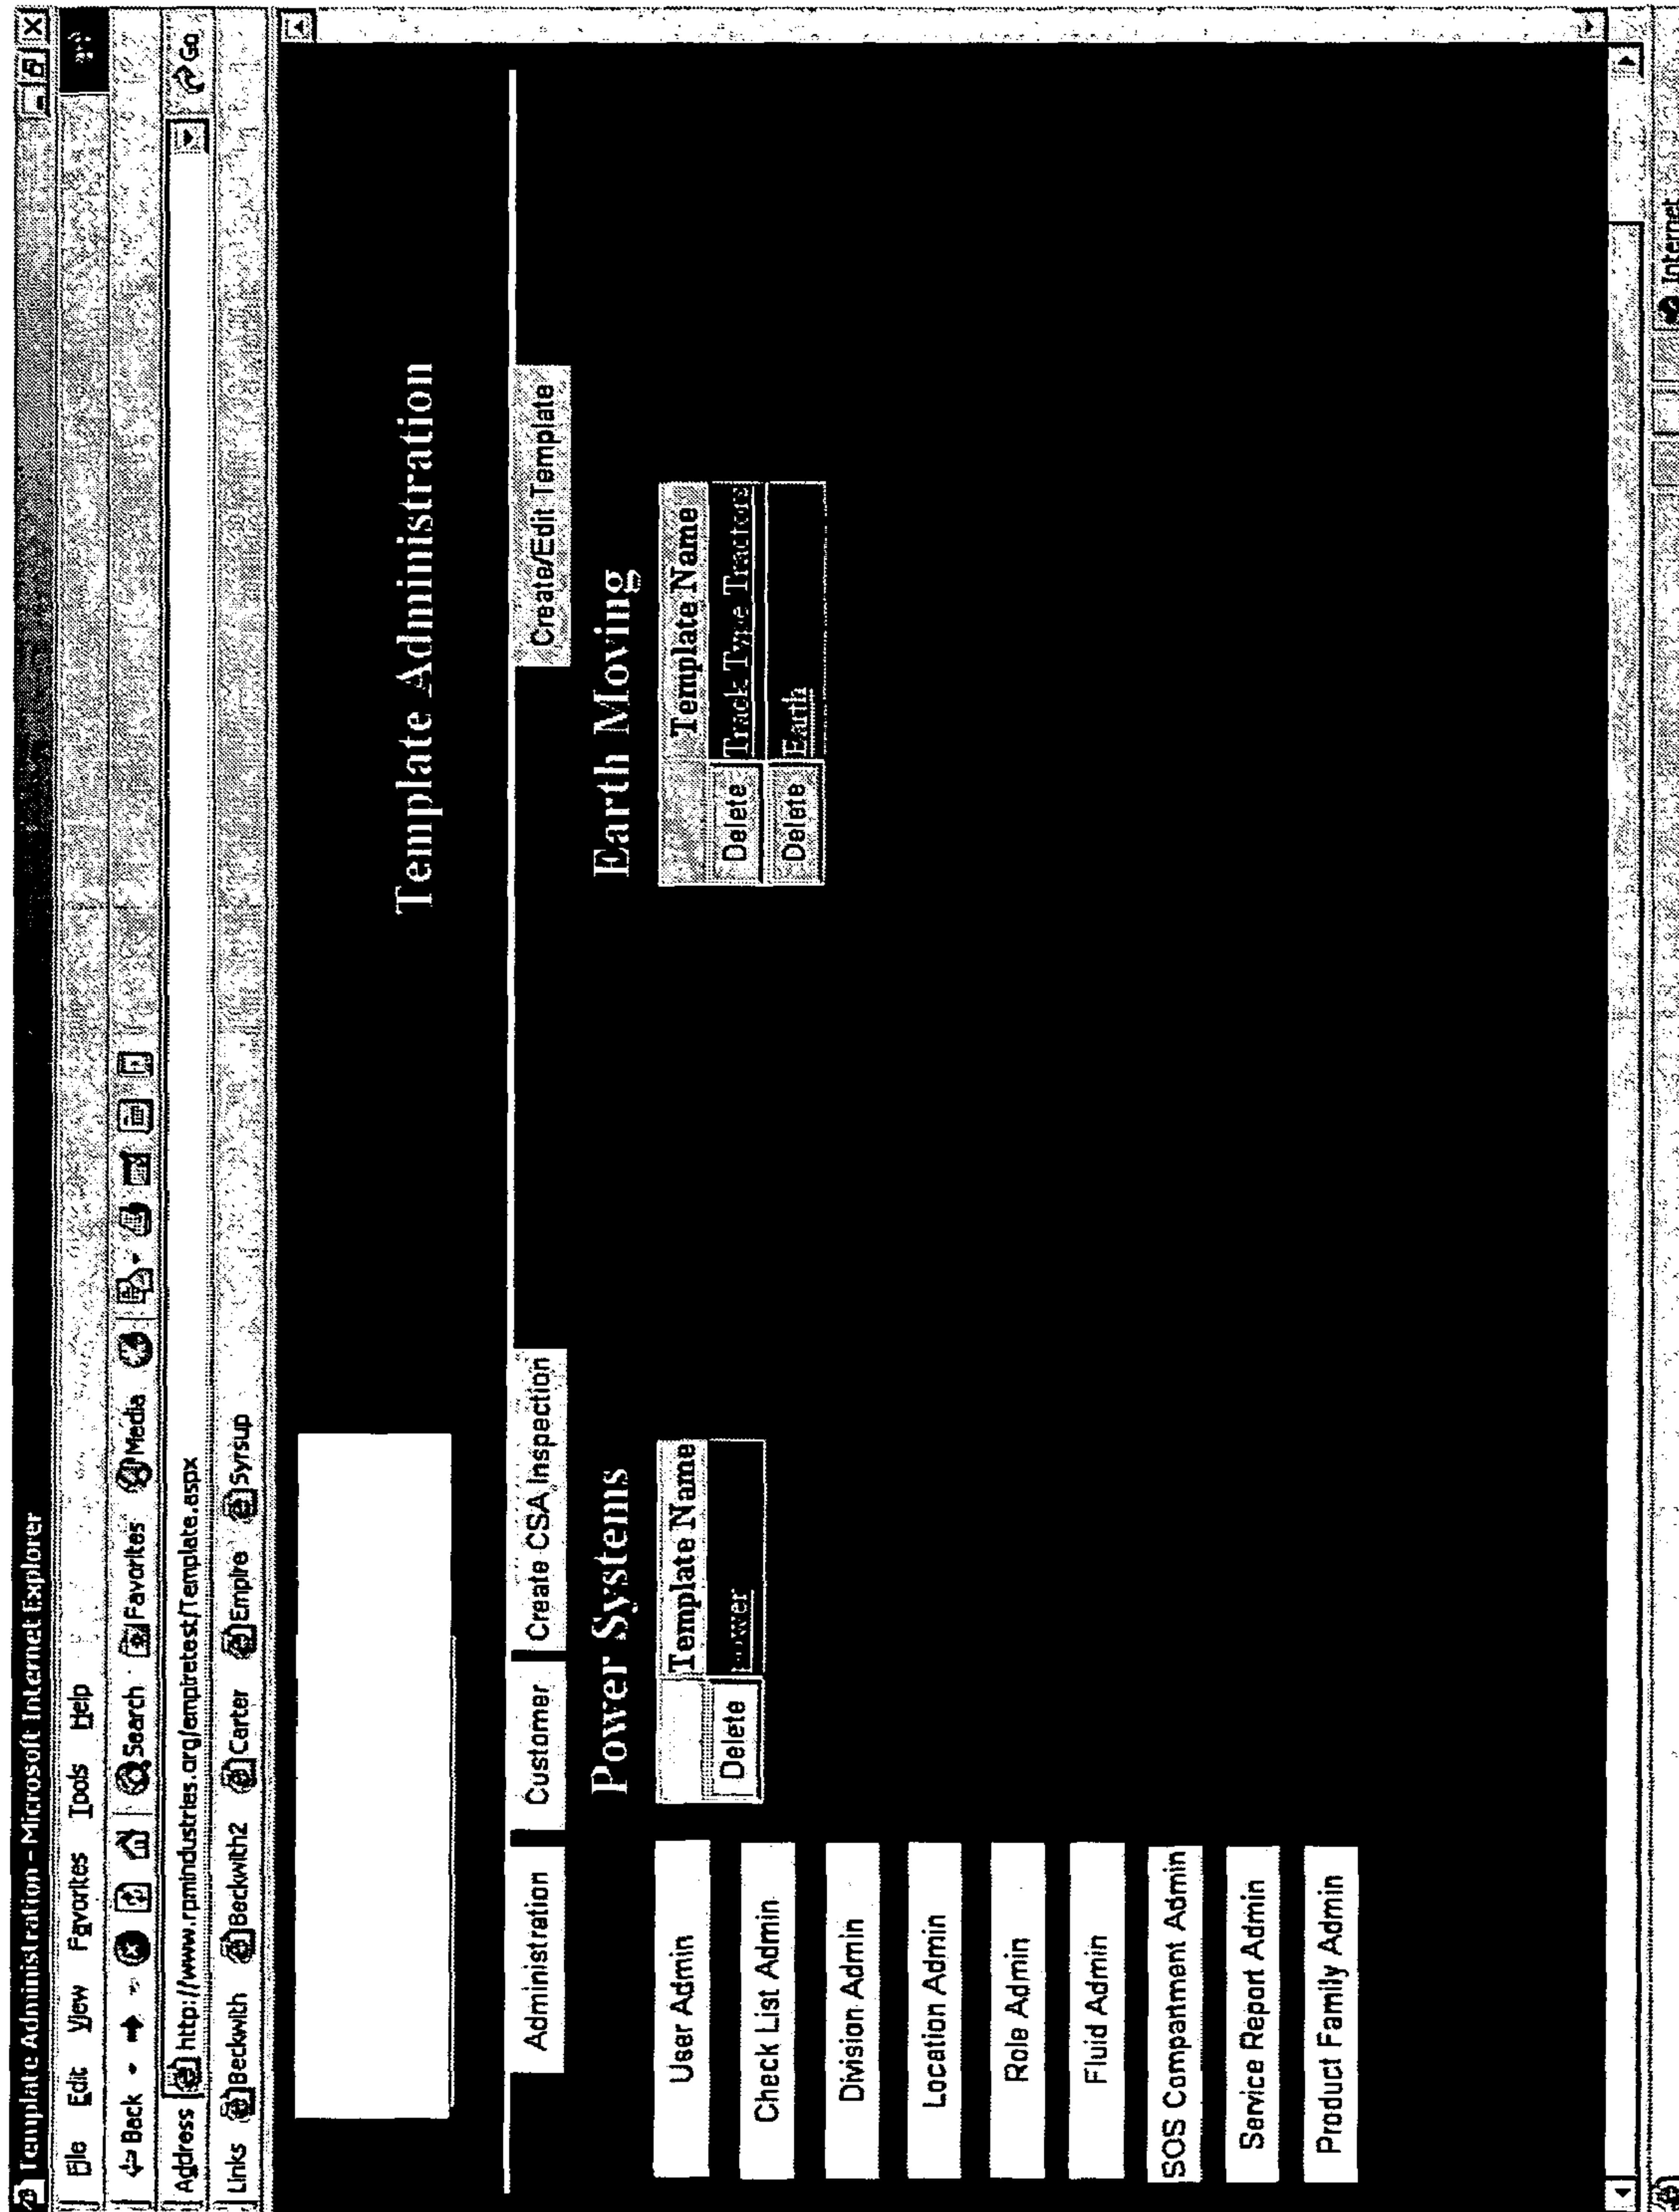 Template Administration - Microsoft Internet Explorer
File Edit View Favorites Tools Help
Back Search Favorites Media
Address http://www.rpmindustries.org/empiretest/Template.aspx Go
Links Beckwith Beckwith2 Carter Empire Syrsup
Template Administration
Administration Customer Create CSA Inspection Create/Edit Template
Power Systems Earth Moving
Template Name Template Name
Delete power Delete Track Type Tractors
Delete Earth
User Admin
Check List Admin
Division Admin
Location Admin
Role Admin
Fluid Admin
SOS Compartment Admin
Service Report Admin
Product Family Admin
Internet